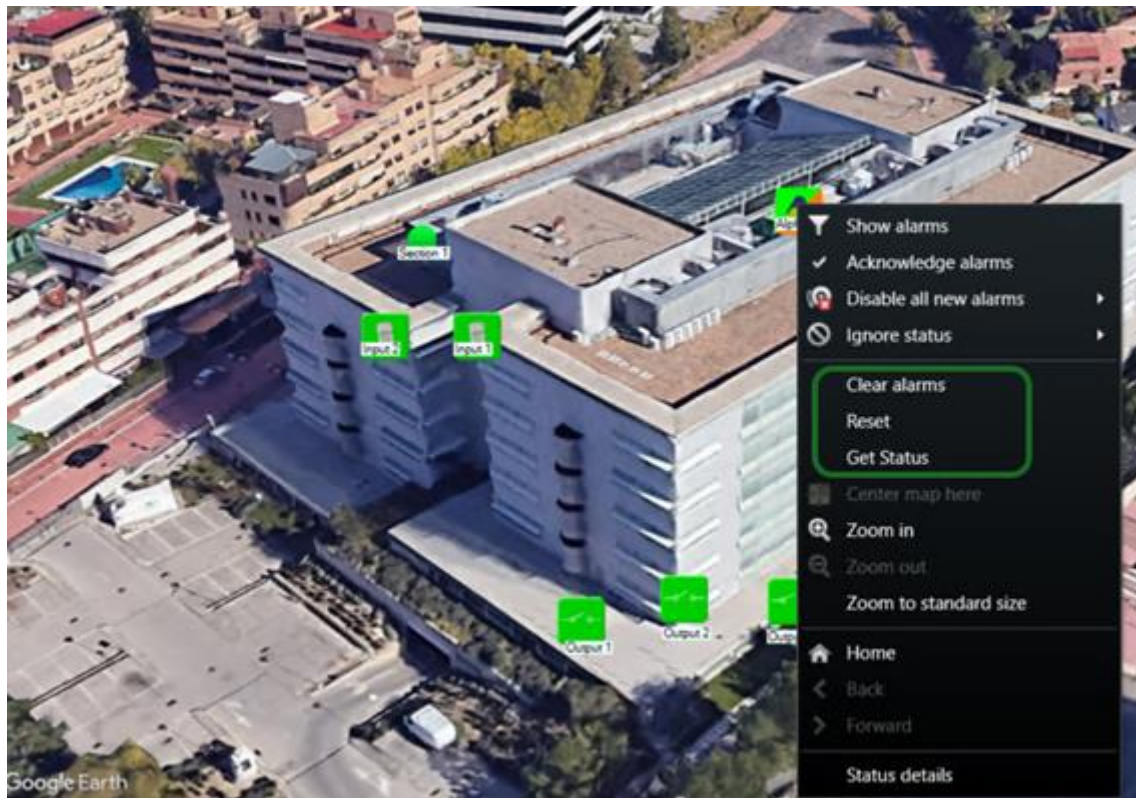 Section 1
Input 2
Input 1
Output 1
Output 2
Show alarms
Acknowledge alarms
Disable all new alarms
Ignore status
Clear alarms
Reset
Get Status
Center map here
Zoom in
Zoom out
Zoom to standard size
Home
Back
Forward
Status details
Google Earth